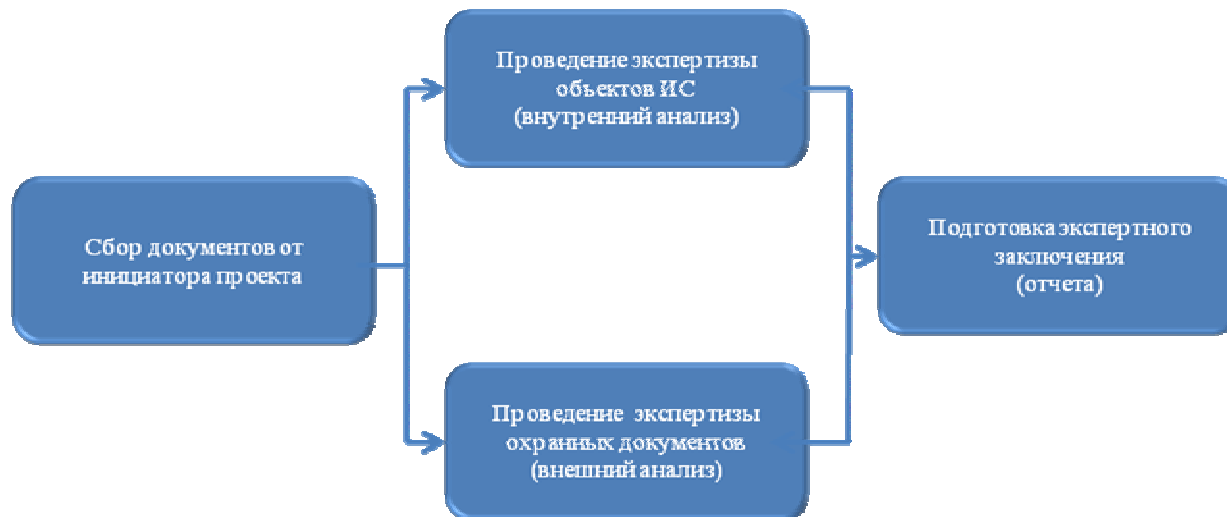 Проведение экспертизы
объектов ИС
(внутренний анализ)
Сбор документов от
инициатора проекта
Подготовка экспертного
заключения
(отчета)
Проведение экспертизы
охранных документов
(внешний анализ)